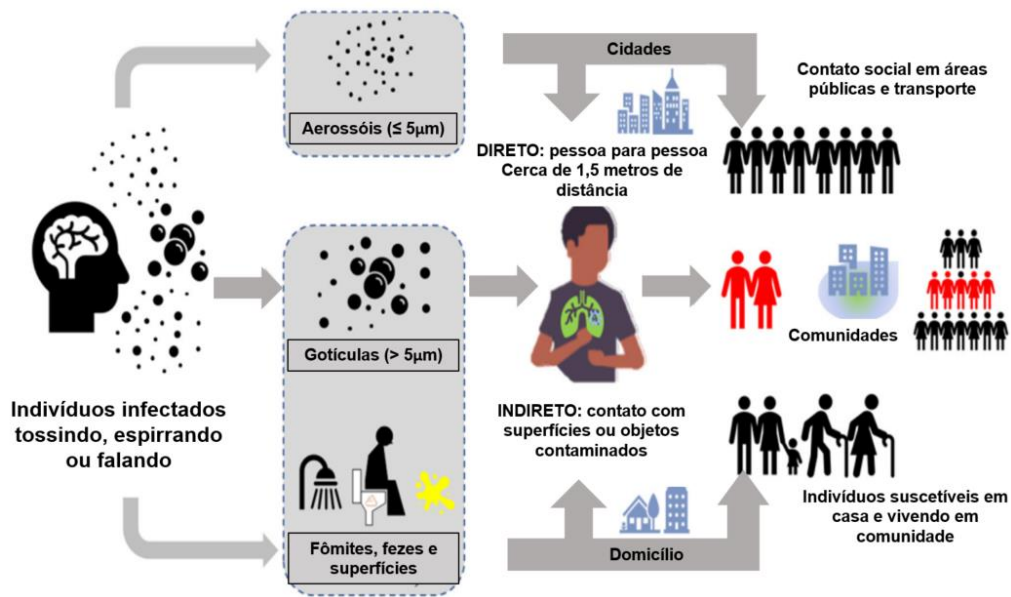 Cidades
Contato social em áreas
públicas e transporte
Aerossóis (≤ 5µm)
DIRETO: pessoa para pessoa
Cerca de 1,5 metros de
distância
Gotículas (> 5µm)
Comunidades
Indivíduos infectados
tossindo, espirrando
ou falando
INDIRETO: contato com
superfícies ou objetos
contaminados
Indivíduos suscetíveis em
casa e vivendo em
comunidade
Fômites, fezes e
superfícies
Domicílio